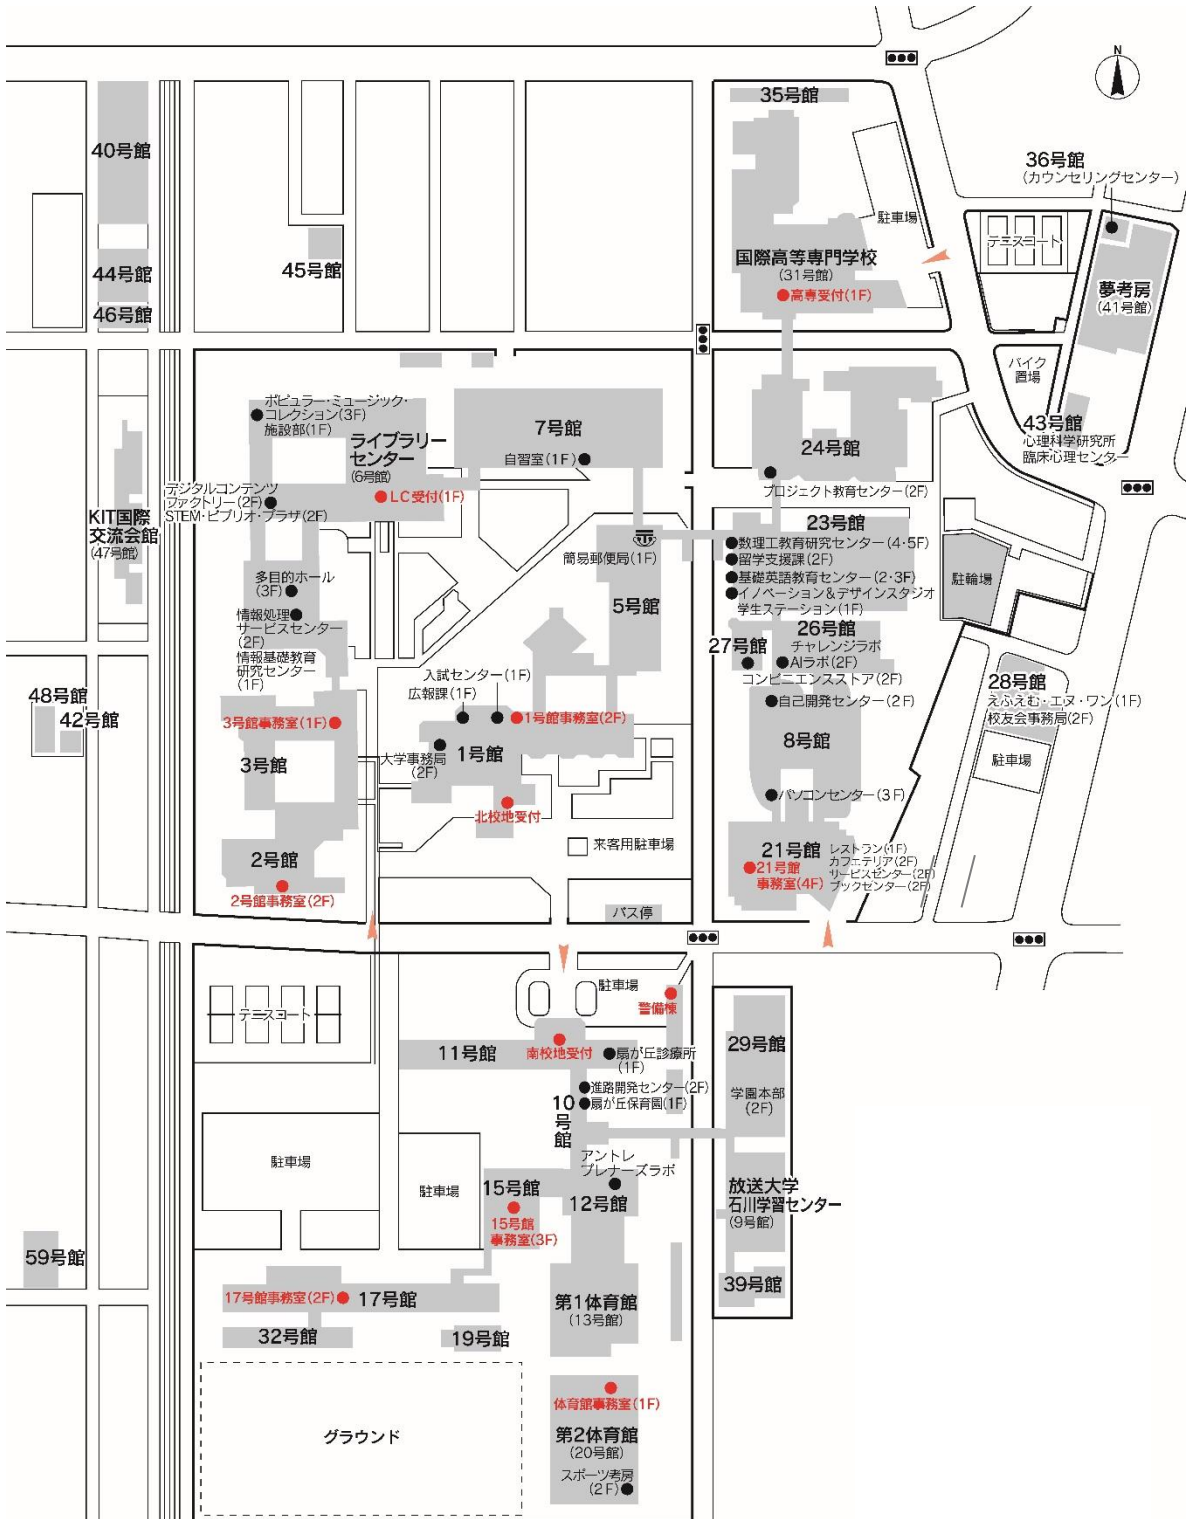 N
35号館
40号館
36号館
(カウンセリングセンター)
駐車場
テニスコート
国際高等専門学校
(31号館)
高専受付(1F)
44号館
45号館
46号館
夢考房
(41号館)
バイク
置場
ポピュラー・ミュージック・
コレクション(3F)
施設部(1F)
ライブラリー
センター
(6号館)
LC受付(1F)
7号館
自習室(1F)
24号館
プロジェクト教育センター(2F)
43号館
心理科学研究所
臨床心理センター
デジタルコンテンツ
ファクトリー(2F)
STEM・ビブリオ・プラザ(2F)
KIT国際
交流会館
(47号館)
簡易郵便局(1F)
23号館
数理工教育研究センター(4・5F)
留学支援課(2F)
基礎英語教育センター(2・3F)
イノベーション&デザインスタジオ
学生ステーション(1F)
駐輪場
多目的ホール
(3F)
情報処理
サービスセンター
(2F)
情報基礎教育
研究センター
(1F)
5号館
26号館
チャレンジラボ
AIラボ(2F)
27号館
コンビニエンスストア(2F)
入試センター(1F)
広報課(1F)
1号館事務室(2F)
自己開発センター(2F)
28号館
えふえむ・エヌ・ワン(1F)
校友会事務局(2F)
48号館
42号館
3号館事務室(1F)
3号館
大学事務局
(2F)
1号館
8号館
駐車場
パソコンセンター(3F)
北校地受付
来客用駐車場
2号館
2号館事務室(2F)
21号館
21号館
事務室(4F)
レストラン(1F)
カフェテリア(2F)
サービスセンター(2F)
ブックセンター(2F)
バス停
テニスコート
駐車場
警備棟
11号館
南校地受付
扇が丘診療所
(1F)
進路開発センター(2F)
扇が丘保育園(1F)
10号館
29号館
学園本部
(2F)
駐車場
駐車場
アントレ
プレナーズラボ
15号館
15号館
事務室(3F)
12号館
放送大学
石川学習センター
(9号館)
59号館
39号館
17号館事務室(2F)
17号館
第1体育館
(13号館)
32号館
19号館
体育館事務室(1F)
グラウンド
第2体育館
(20号館)
スポーツ考房
(2F)